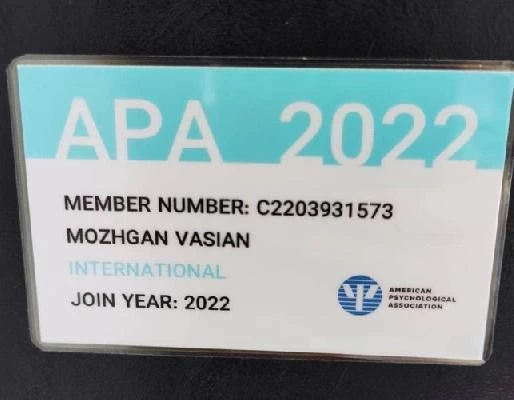 APA 2022
MEMBER NUMBER: C2203931573
MOZHGAN VASIAN
INTERNATIONAL
JOIN YEAR: 2022
AMERICAN
PSYCHOLOGICAL
ASSOCIATION